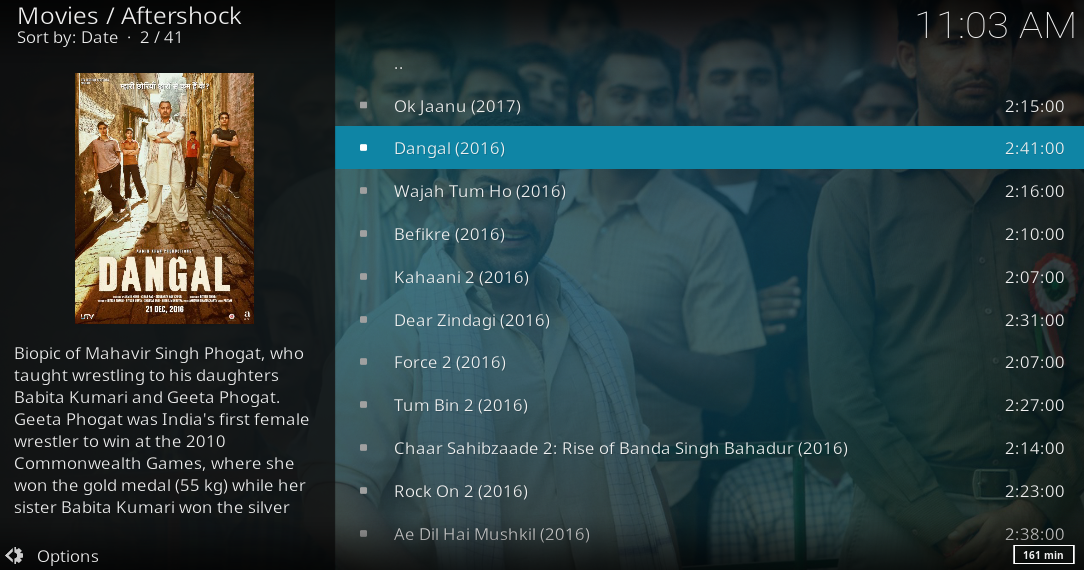 Movies / Aftershock
Sort by: Date · 2 / 41
11:03 AM
DANGAL
21 DEC, 2016
UTV
Biopic of Mahavir Singh Phogat, who
taught wrestling to his daughters
Babita Kumari and Geeta Phogat.
Geeta Phogat was India's first female
wrestler to win at the 2010
Commonwealth Games, where she
won the gold medal (55 kg) while her
sister Babita Kumari won the silver
Options
..
Ok Jaanu (2017) 2:15:00
Dangal (2016) 2:41:00
Wajah Tum Ho (2016) 2:16:00
Befikre (2016) 2:10:00
Kahaani 2 (2016) 2:07:00
Dear Zindagi (2016) 2:31:00
Force 2 (2016) 2:07:00
Tum Bin 2 (2016) 2:27:00
Chaar Sahibzaade 2: Rise of Banda Singh Bahadur (2016) 2:14:00
Rock On 2 (2016) 2:23:00
Ae Dil Hai Mushkil (2016) 2:38:00
161 min